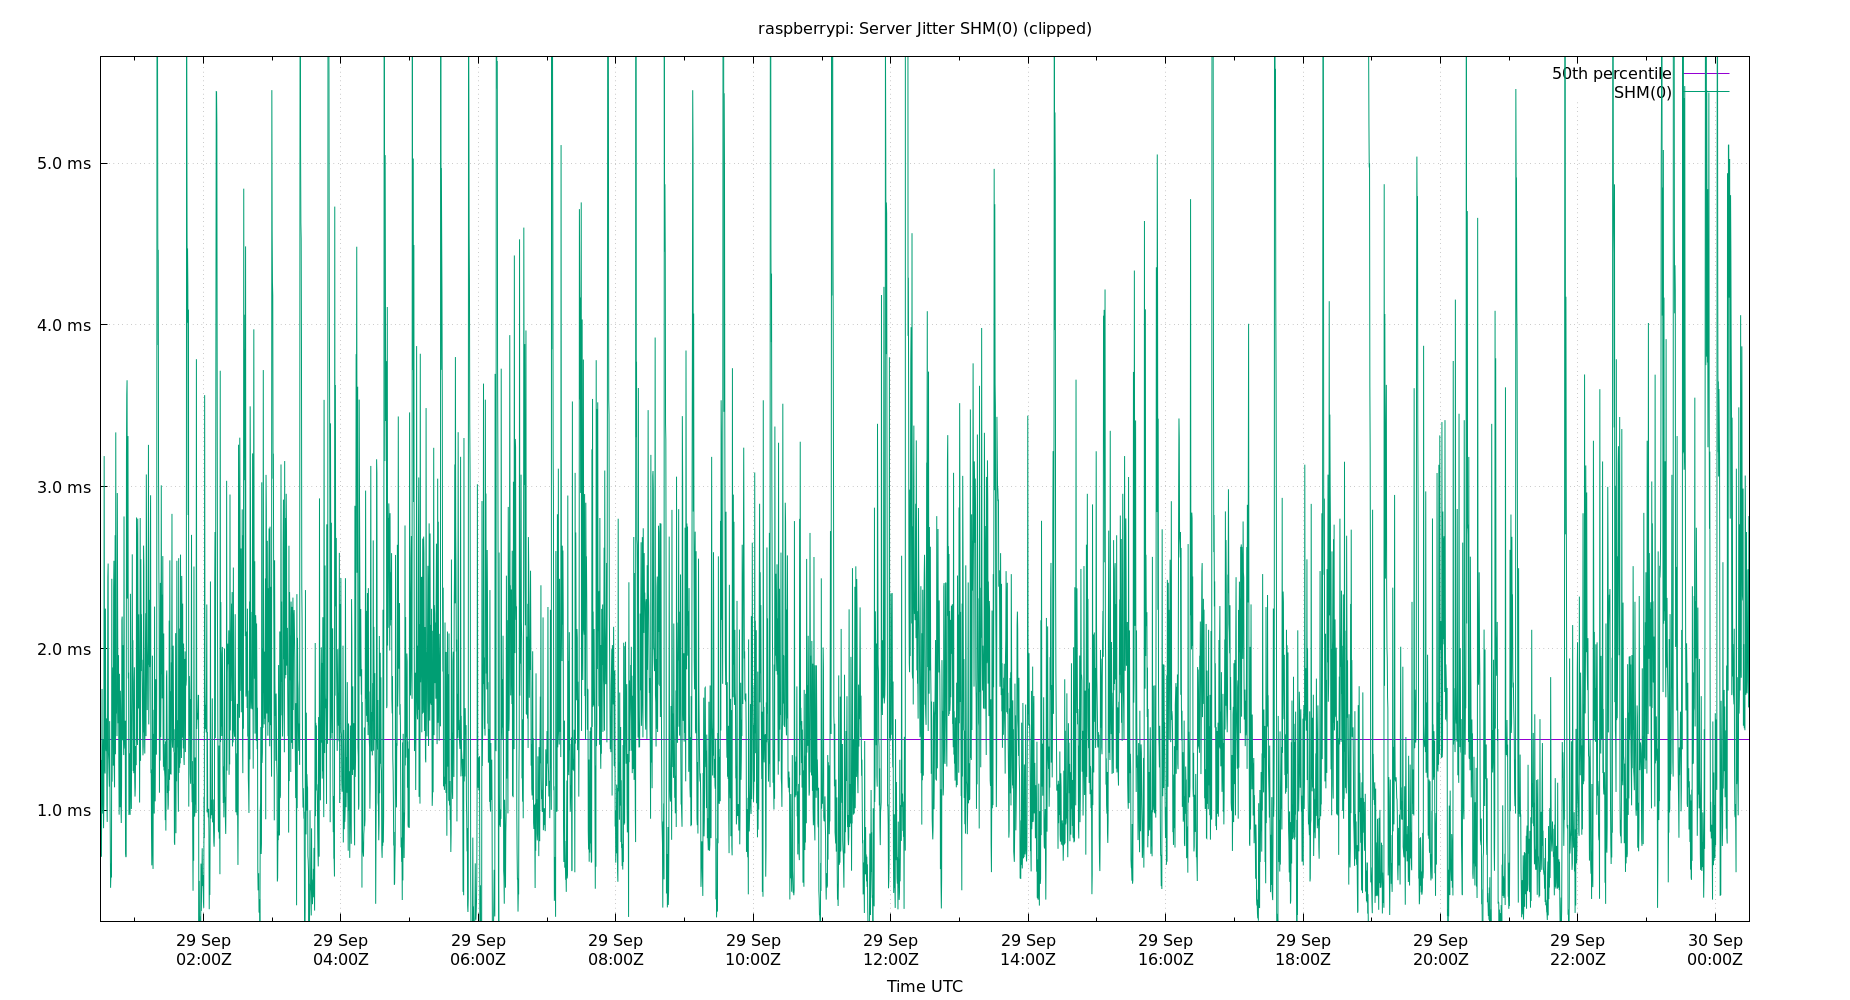 raspberrypi: Server Jitter SHM(0) (clipped)
50th percentile
SHM(0)
5.0 ms
4.0 ms
3.0 ms
2.0 ms
1.0 ms
29 Sep 29 Sep 29 Sep 29 Sep 29 Sep 29 Sep 29 Sep 29 Sep 29 Sep 29 Sep 29 Sep 30 Sep
02:00Z 04:00Z 06:00Z 08:00Z 10:00Z 12:00Z 14:00Z 16:00Z 18:00Z 20:00Z 22:00Z 00:00Z
Time UTC